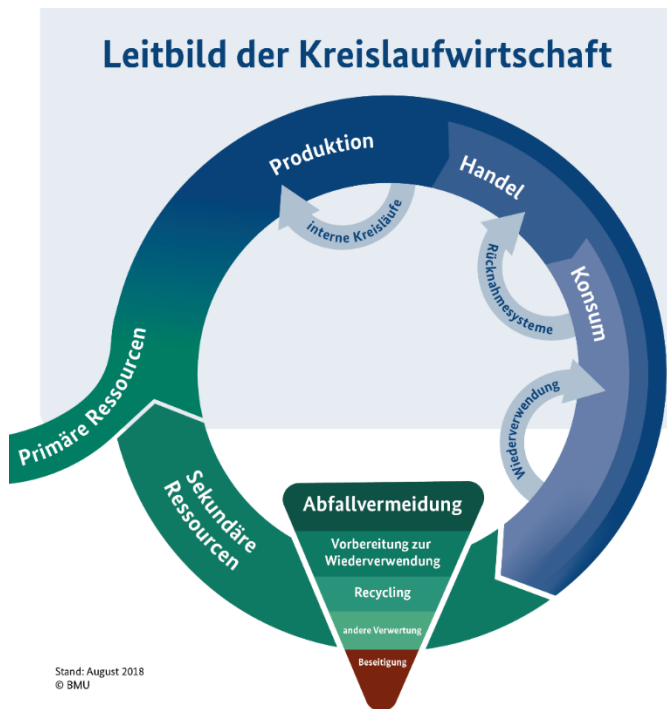 Leitbild der Kreislaufwirtschaft
Produktion
Handel
interne Kreisläufe
Rücknahmesysteme
Konsum
Wiederverwendung
Primäre Ressourcen
Sekundäre
Ressourcen
Abfallvermeidung
Vorbereitung zur
Wiederverwendung
Recycling
andere Verwertung
Beseitigung
Stand: August 2018
© BMU